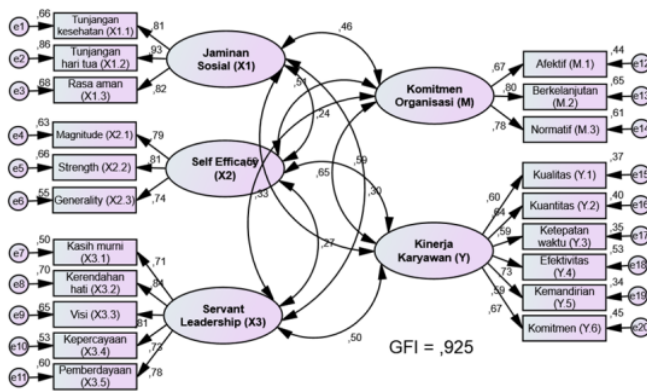 e1
,66
Tunjangan
kesehatan (X1.1)
,81
e2
,86
Tunjangan
hari tua (X1.2)
,93
e3
,68
Rasa aman
(X1.3)
,82
Jaminan
Sosial (X1)
,46
e4
,63
Magnitude (X2.1)
,79
e5
,66
Strength (X2.2)
,81
e6
,55
Generality (X2.3)
,74
Self Efficacy
(X2)
,51
,24
,33
,27
,59
,65
,30
e7
,50
Kasih murni
(X3.1)
,71
e8
,70
Kerendahan
hati (X3.2)
,84
e9
,65
Visi (X3.3)
,81
e10
,53
Kepercayaan
(X3.4)
,73
e11
,60
Pemberdayaan
(X3.5)
,78
Servant
Leadership (X3)
,50
Komitmen
Organisasi (M)
,67
Afektif (M.1)
,44
e12
,80
Berkelanjutan
(M.2)
,65
e13
,78
Normatif (M.3)
,61
e14
Kinerja
Karyawan (Y)
,60
Kualitas (Y.1)
,37
e15
,64
Kuantitas (Y.2)
,40
e16
,59
Ketepatan
waktu (Y.3)
,35
e17
,73
Efektivitas
(Y.4)
,53
e18
,59
Kemandirian
(Y.5)
,34
e19
,67
Komitmen (Y.6)
,45
e20
GFI = ,925